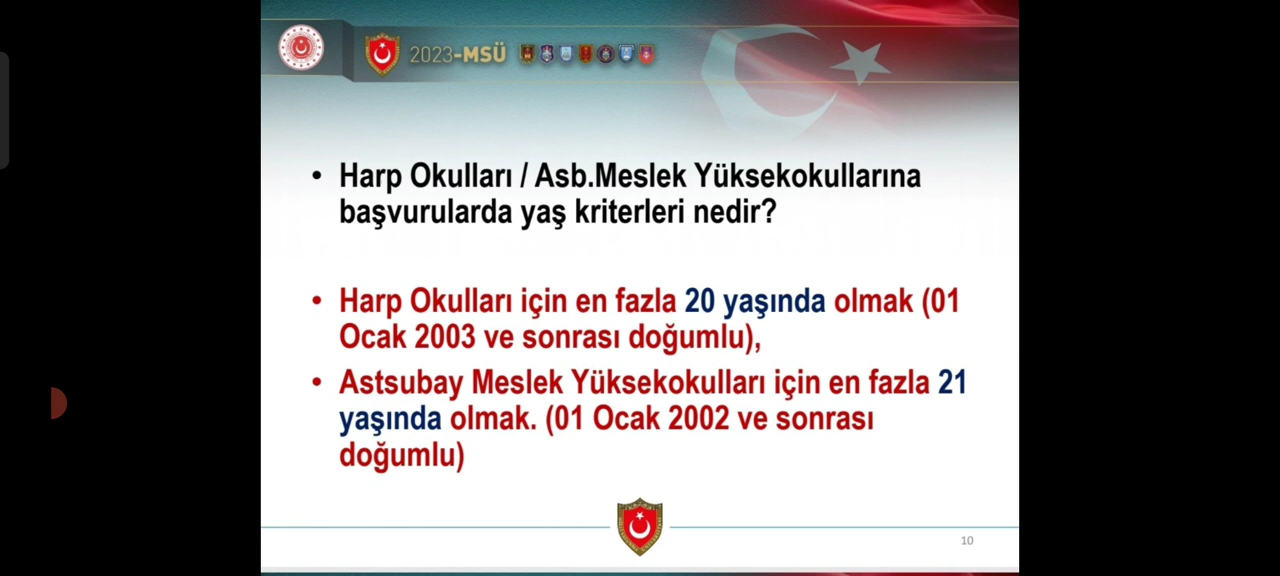 2023-MSÜ
• Harp Okulları / Asb.Meslek Yüksekokullarına
başvurularda yaş kriterleri nedir?
• Harp Okulları için en fazla 20 yaşında olmak (01
Ocak 2003 ve sonrası doğumlu),
• Astsubay Meslek Yüksekokulları için en fazla 21
yaşında olmak. (01 Ocak 2002 ve sonrası
doğumlu)
10